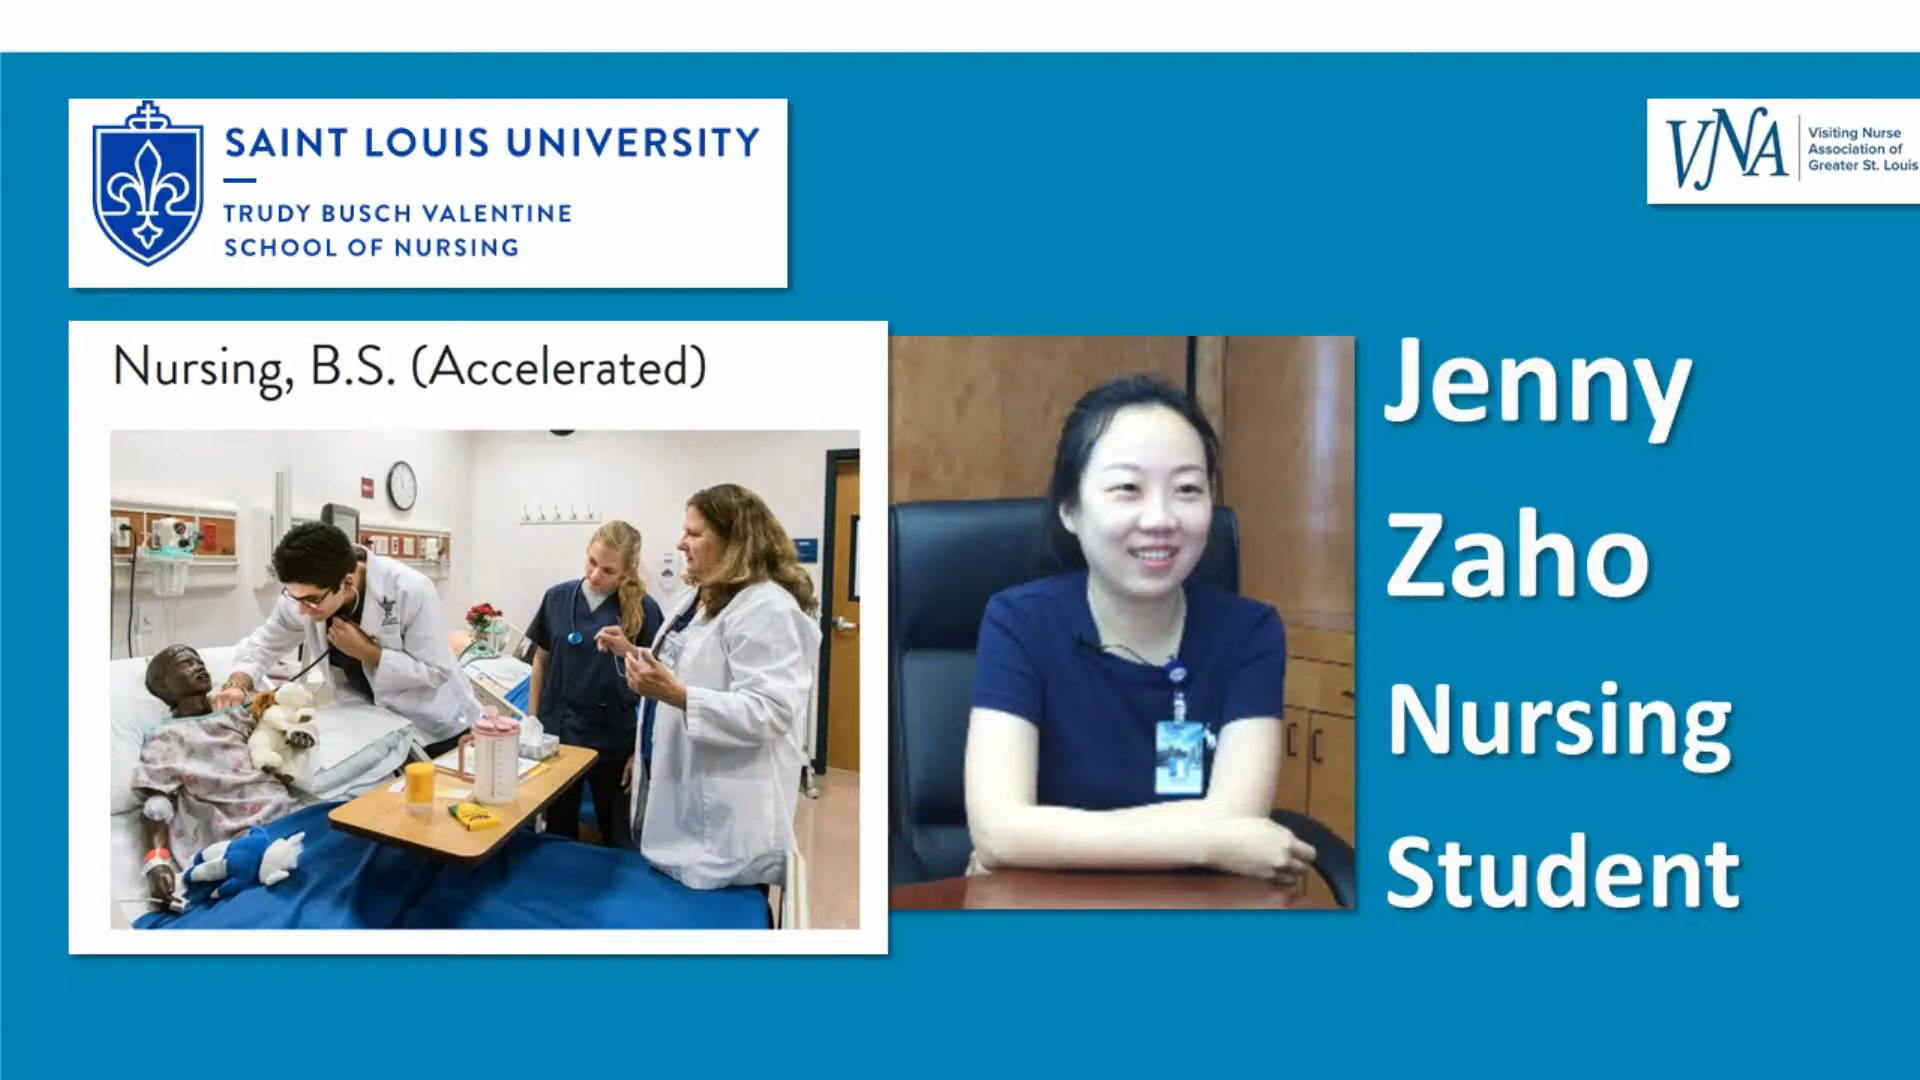 SAINT LOUIS UNIVERSITY
TRUDY BUSCH VALENTINE
SCHOOL OF NURSING
VNA
Visiting Nurse
Association of
Greater St. Louis
Nursing, B.S. (Accelerated)
Jenny
Zaho
Nursing
Student